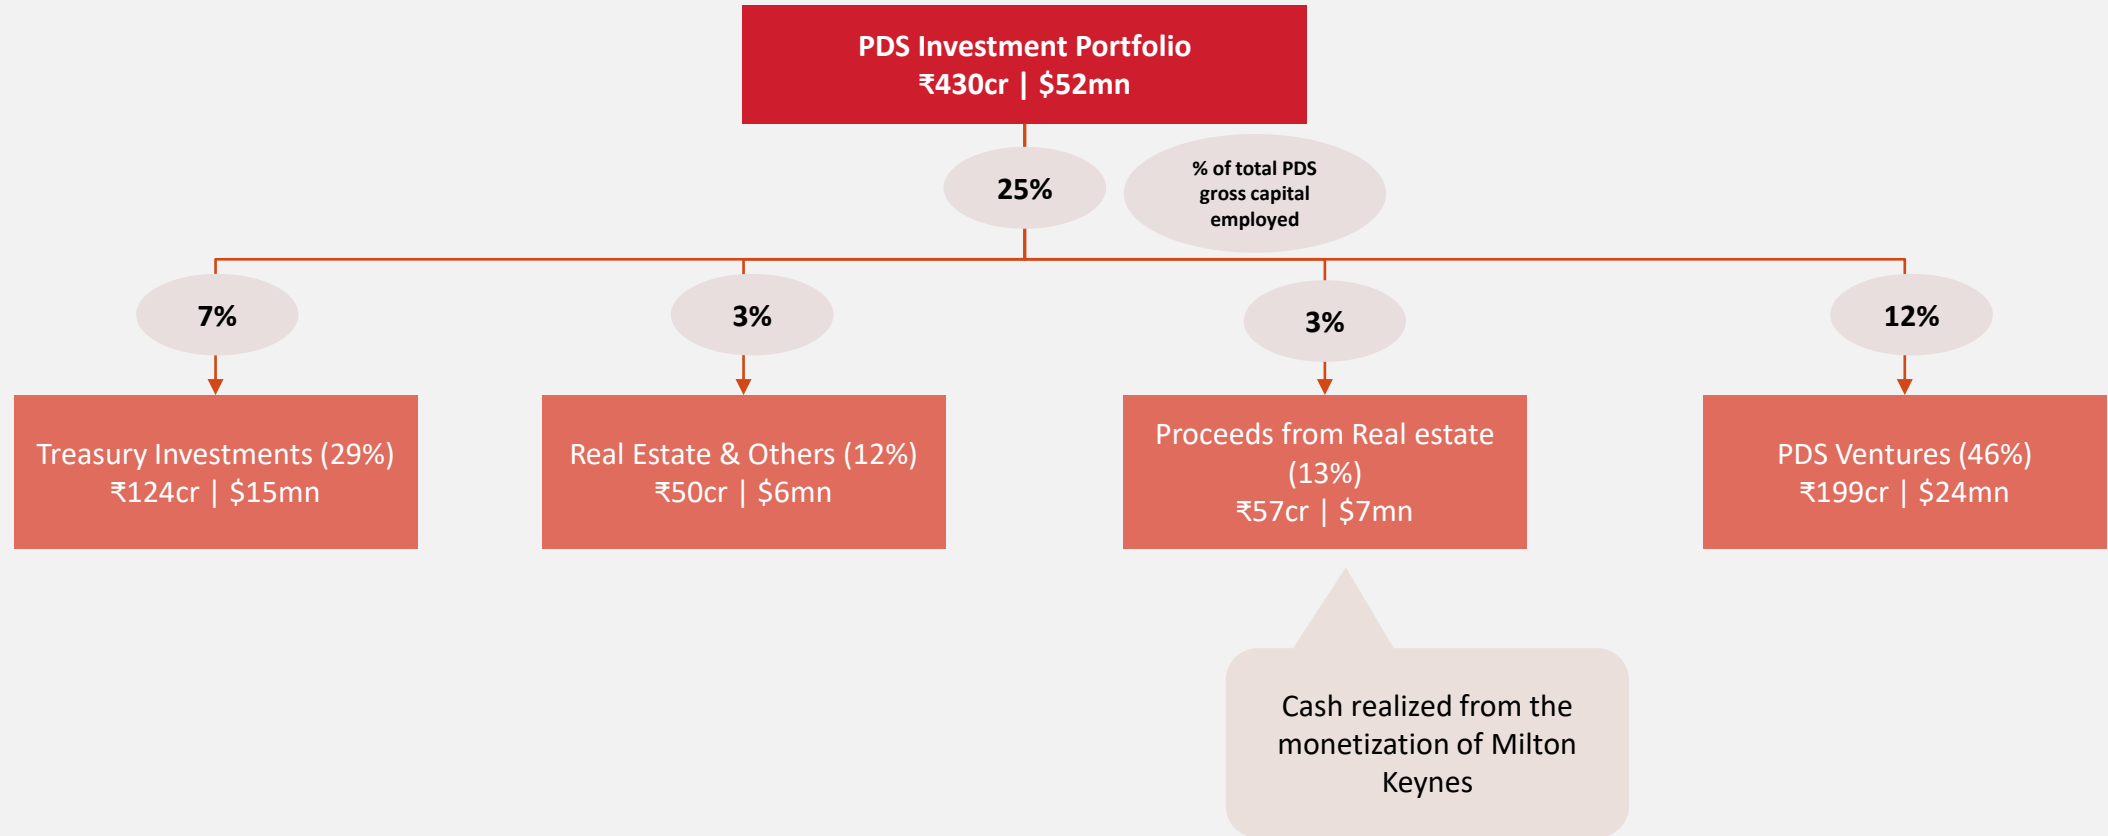 PDS Investment Portfolio
₹430cr | $52mn
25%
% of total PDS
gross capital
employed
7%
3%
3%
12%
Treasury Investments (29%)
₹124cr | $15mn
Real Estate & Others (12%)
₹50cr | $6mn
Proceeds from Real estate
(13%)
₹57cr | $7mn
PDS Ventures (46%)
₹199cr | $24mn
Cash realized from the
monetization of Milton
Keynes